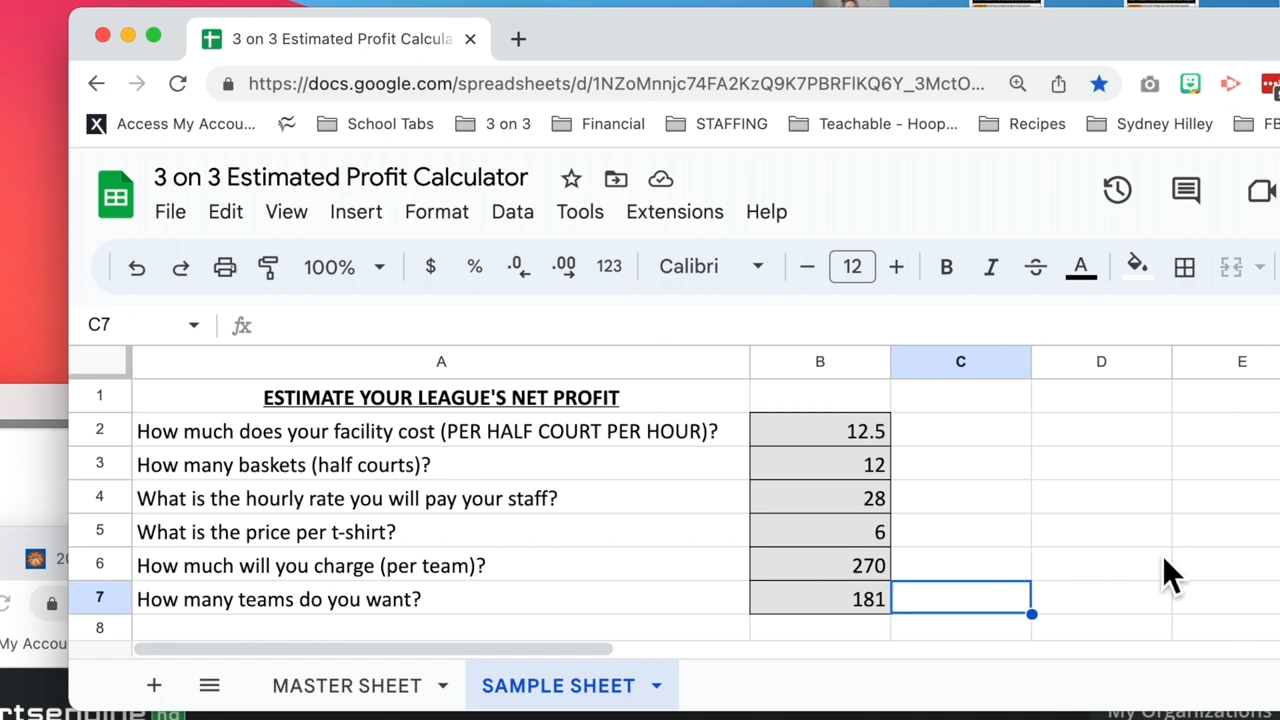 3 on 3 Estimated Profit Calcula
https://docs.google.com/spreadsheets/d/1NZoMnnjc74FA2KzQ9K7PBRFlKQ6Y_3MctO...
X Access My Accou... School Tabs 3 on 3 Financial STAFFING Teachable - Hoop... Recipes Sydney Hilley FB
3 on 3 Estimated Profit Calculator
File Edit View Insert Format Data Tools Extensions Help
100% $ % .0 .00 123 Calibri 12 B I S A
C7 fx
A B C D E
1 ESTIMATE YOUR LEAGUE'S NET PROFIT
2 How much does your facility cost (PER HALF COURT PER HOUR)? 12.5
3 How many baskets (half courts)? 12
4 What is the hourly rate you will pay your staff? 28
5 What is the price per t-shirt? 6
6 How much will you charge (per team)? 270
7 How many teams do you want? 181
8
MASTER SHEET SAMPLE SHEET
20
My Accou
My Organizations